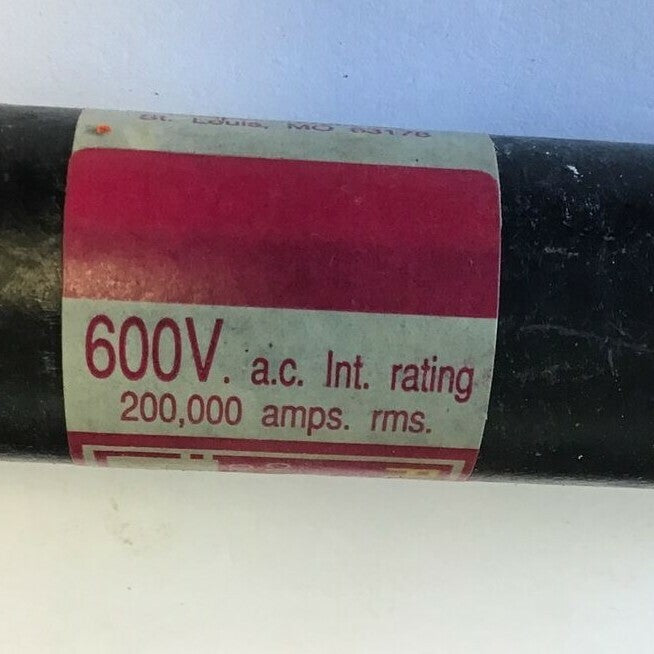 St. Louis, MO 63178
600V. a.c. Int. rating
200,000 amps. rms.